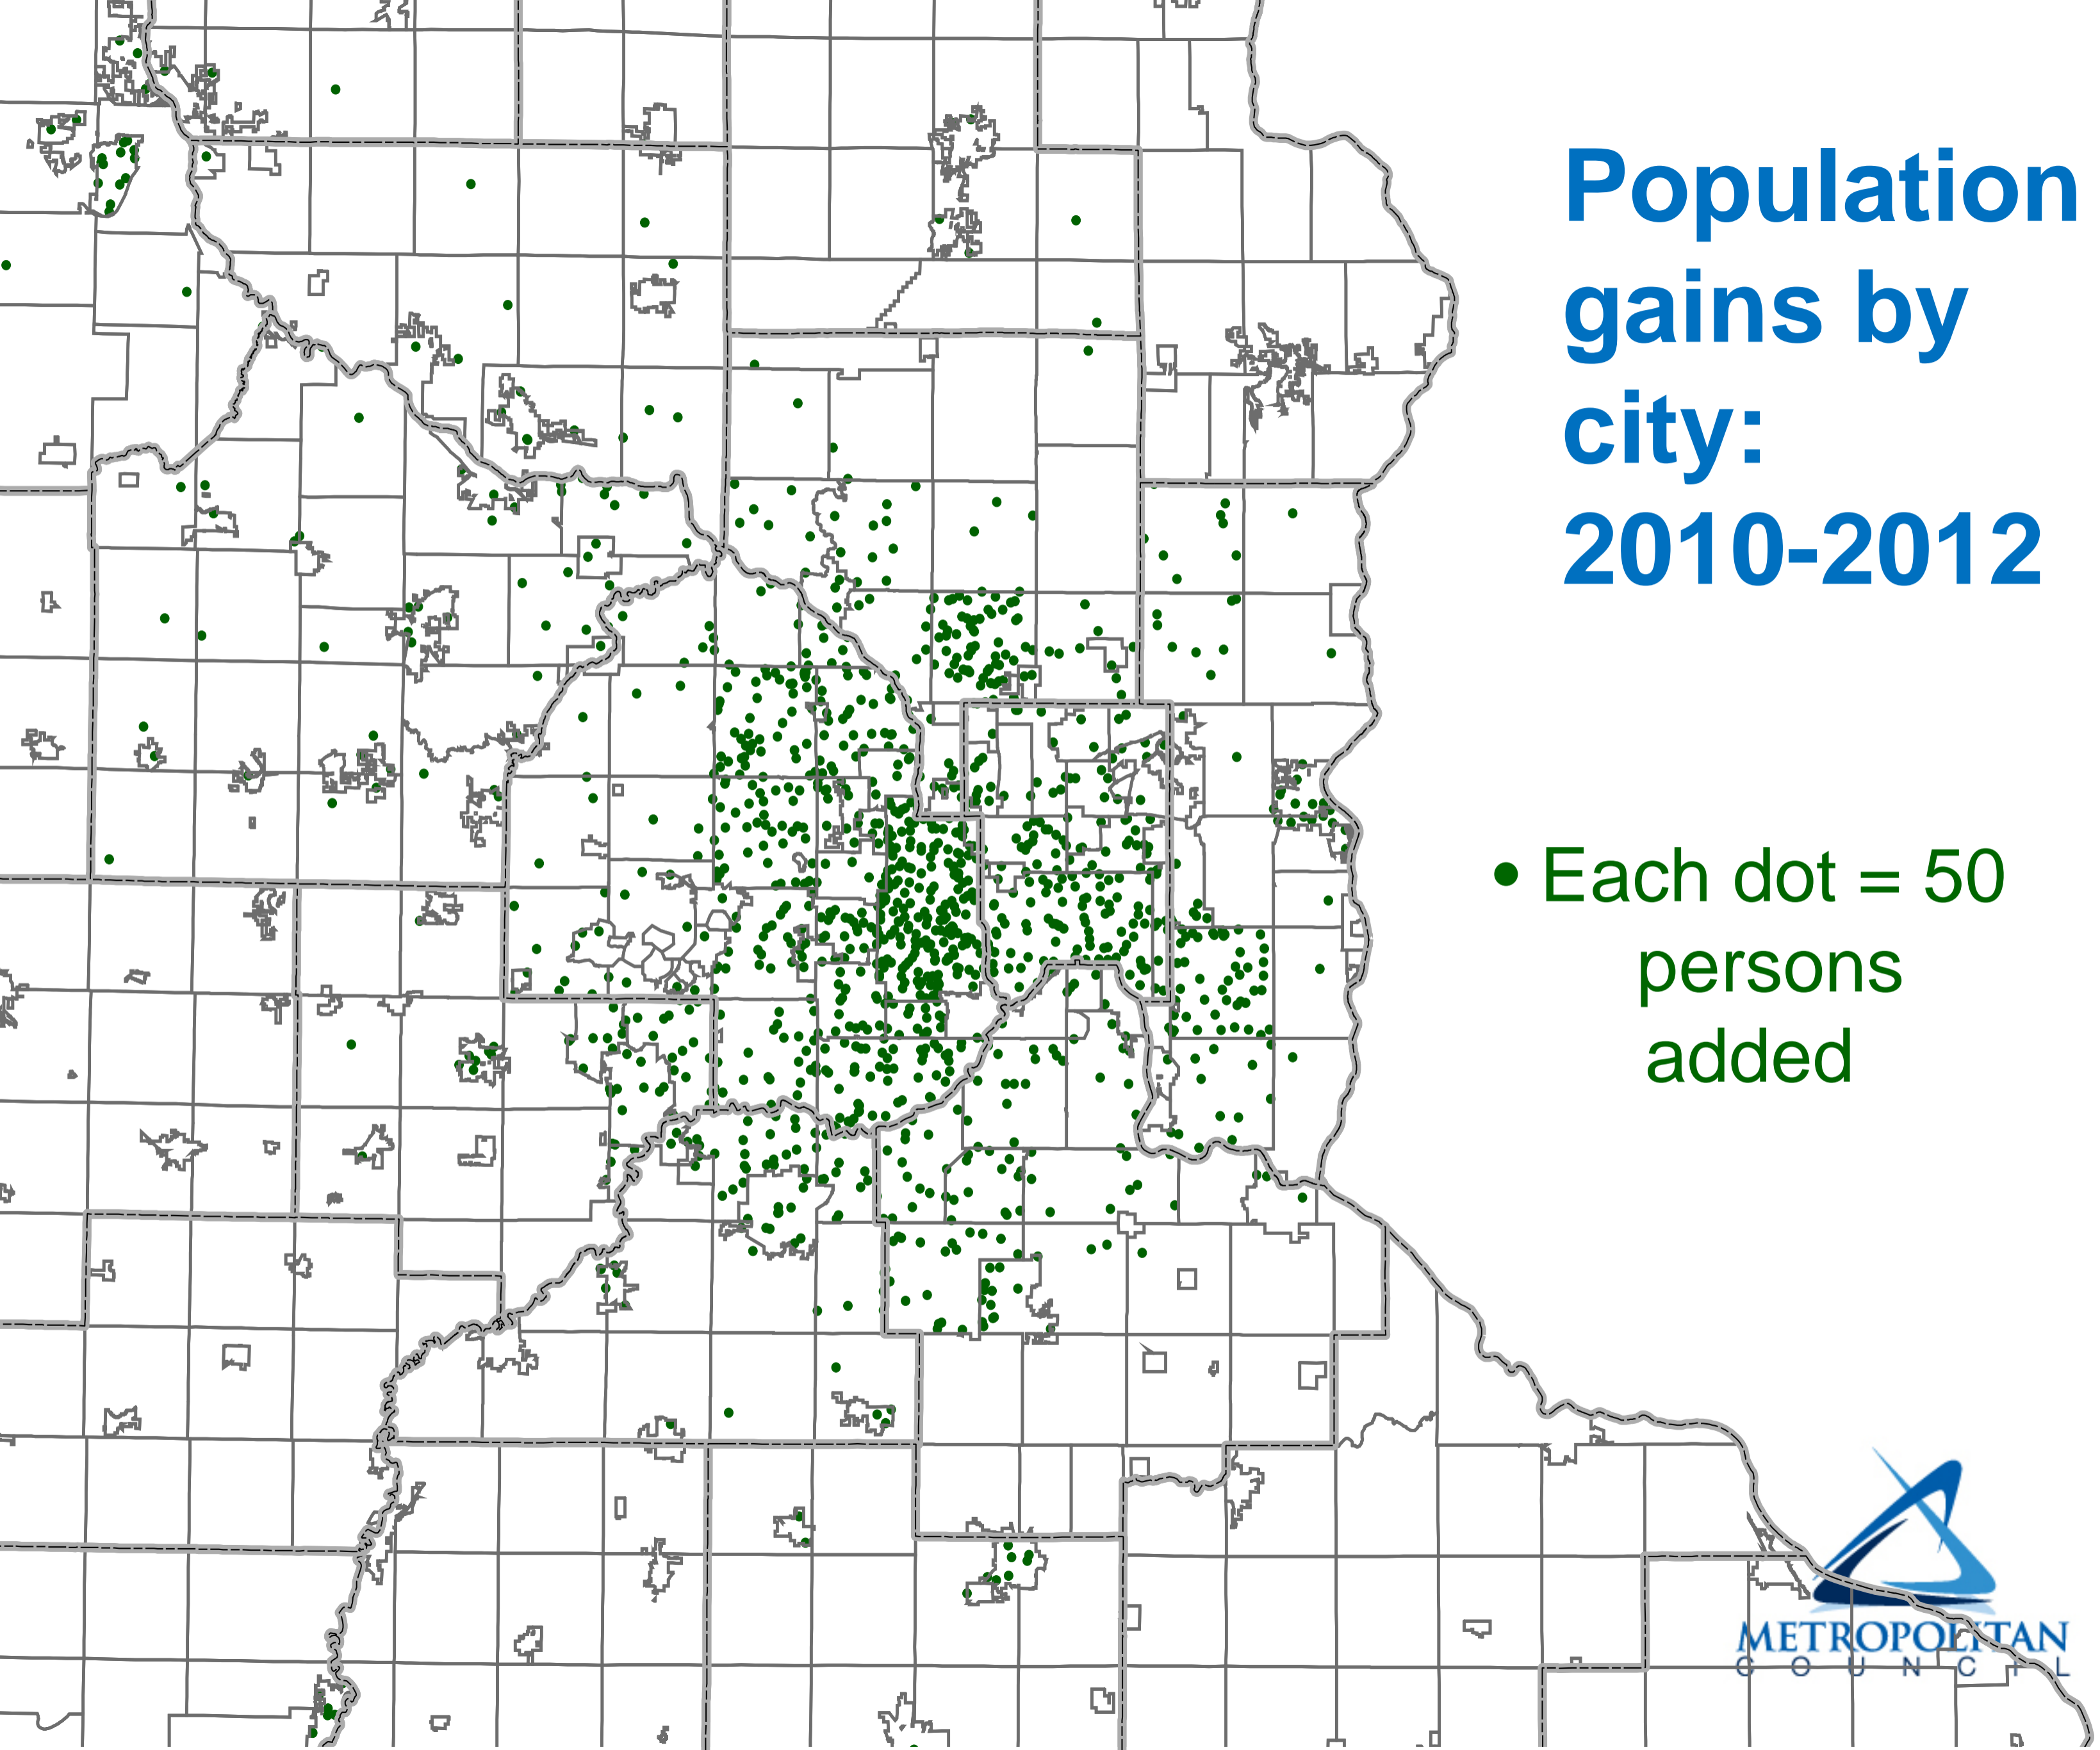 Population
gains by
city:
2010-2012
Each dot = 50
persons
added
METROPOLITAN
COUNCIL